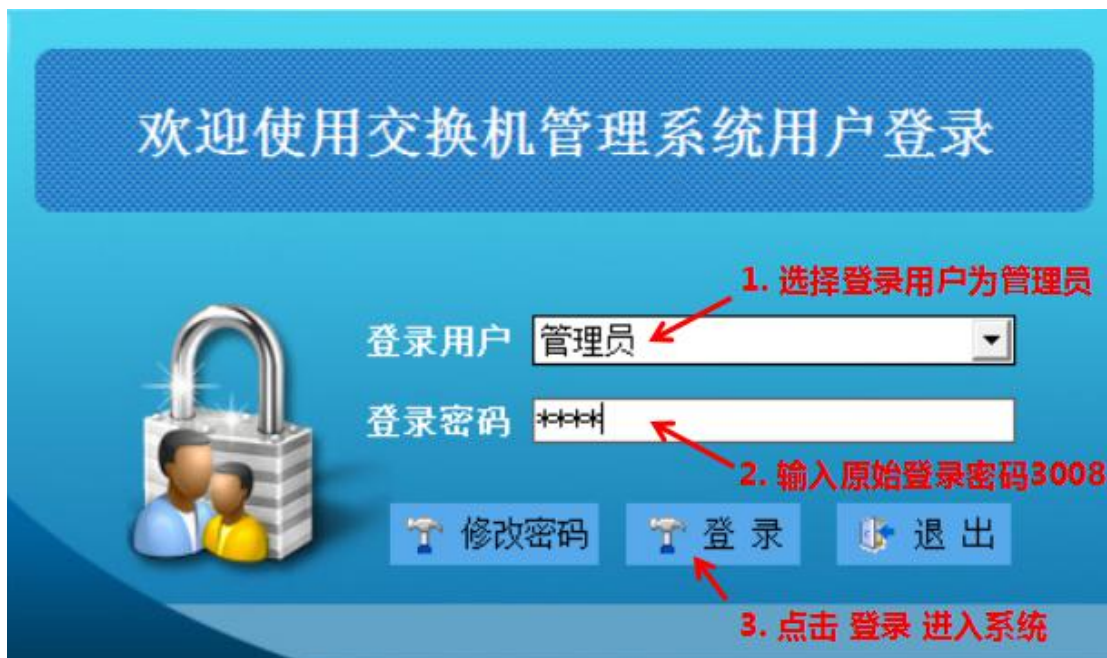 欢迎使用交换机管理系统用户登录
1. 选择登录用户为管理员
登录用户 管理员
登录密码 ****
2. 输入原始登录密码3008
修改密码 登 录 退 出
3. 点击 登录 进入系统